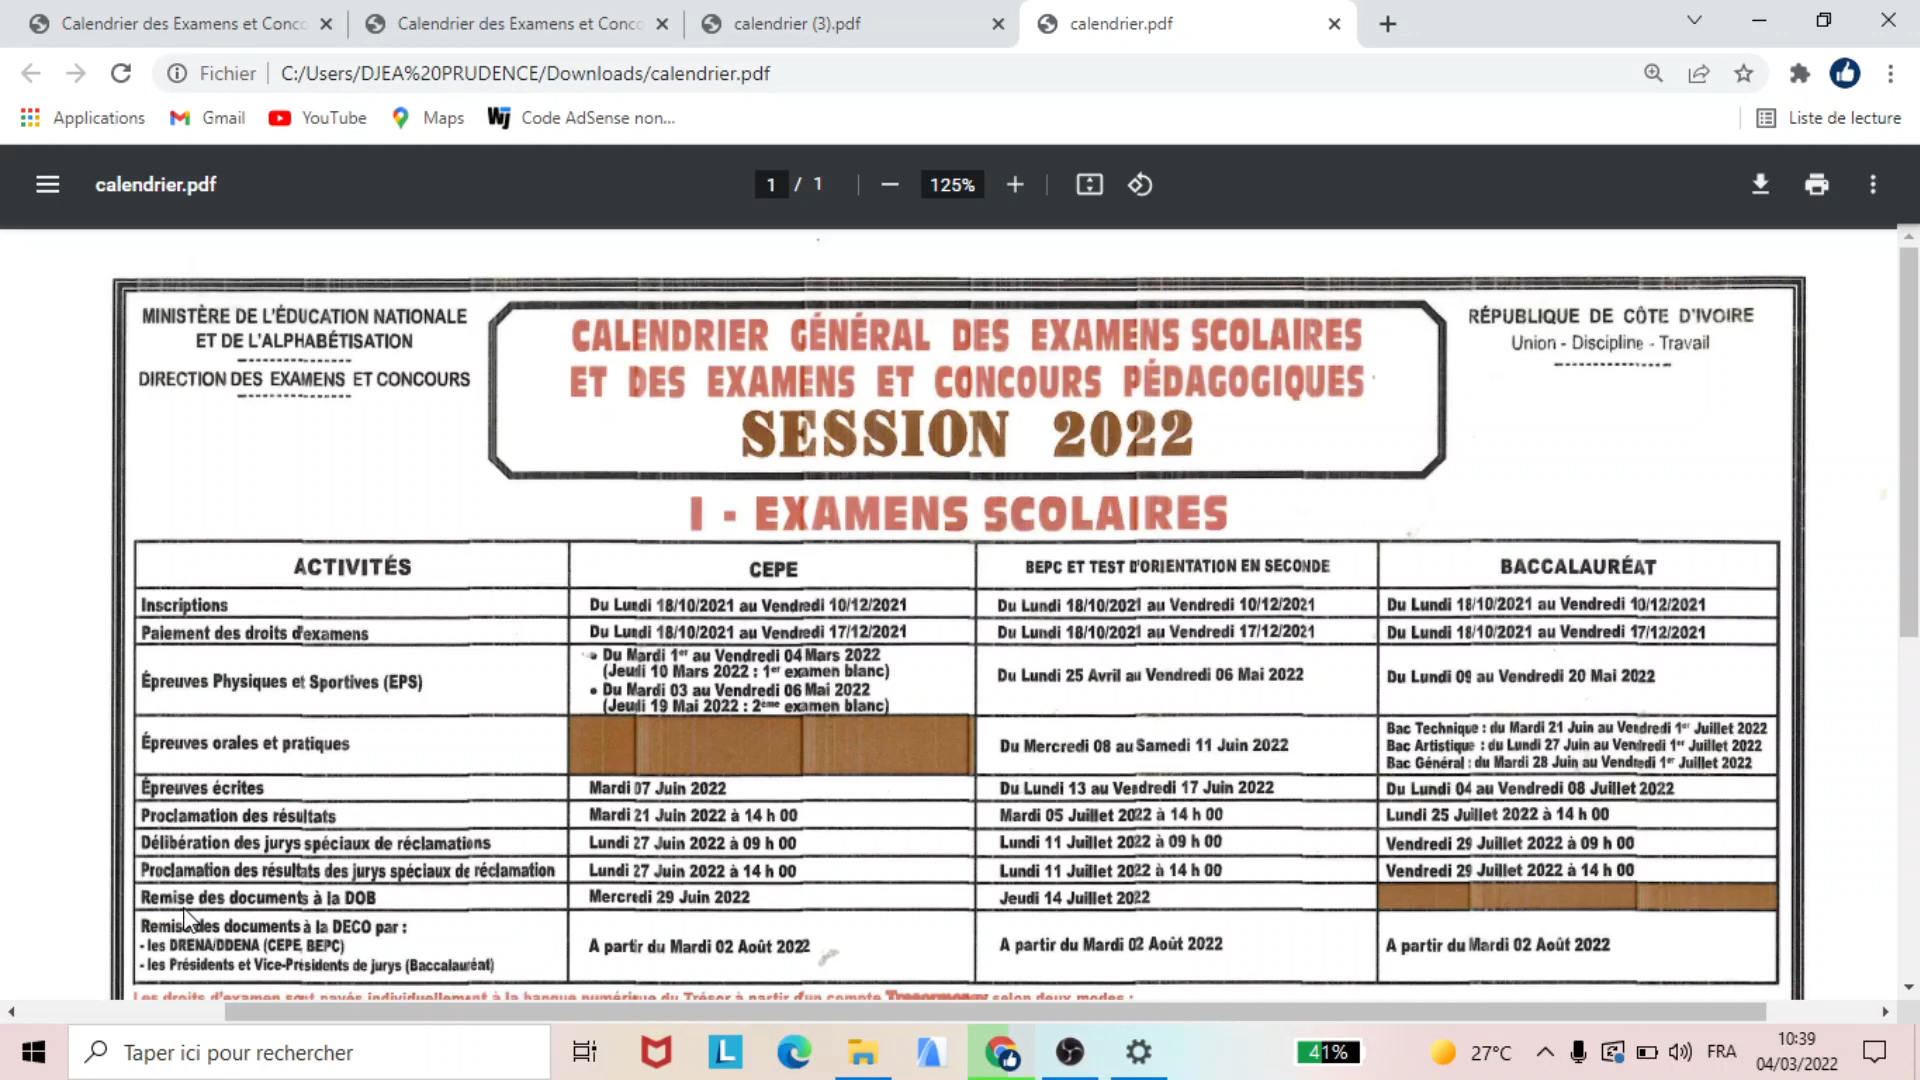 Calendrier des Examens et Conco
Calendrier des Examens et Conco
calendrier (3).pdf
calendrier.pdf
Fichier
C:/Users/DJEA%20PRUDENCE/Downloads/calendrier.pdf
Applications
Gmail
YouTube
Maps
Code AdSense non...
Liste de lecture
calendrier.pdf
1 / 1
125%
MINISTÈRE DE L'ÉDUCATION NATIONALE
ET DE L'ALPHABÉTISATION
DIRECTION DES EXAMENS ET CONCOURS
CALENDRIER GÉNÉRAL DES EXAMENS SCOLAIRES
ET DES EXAMENS ET CONCOURS PÉDAGOGIQUES
SESSION 2022
RÉPUBLIQUE DE CÔTE D'IVOIRE
Union - Discipline - Travail
I - EXAMENS SCOLAIRES
ACTIVITÉS
CEPE
BEPC ET TEST D'ORIENTATION EN SECONDE
BACCALAURÉAT
Inscriptions
Du Lundi 18/10/2021 au Vendredi 10/12/2021
Du Lundi 18/10/2021 au Vendredi 10/12/2021
Du Lundi 18/10/2021 au Vendredi 10/12/2021
Paiement des droits d'examens
Du Lundi 18/10/2021 au Vendredi 17/12/2021
Du Lundi 18/10/2021 au Vendredi 17/12/2021
Du Lundi 18/10/2021 au Vendredi 17/12/2021
Épreuves Physiques et Sportives (EPS)
• Du Mardi 1er au Vendredi 04 Mars 2022
(Jeudi 10 Mars 2022 : 1er examen blanc)
• Du Mardi 03 au Vendredi 06 Mai 2022
(Jeudi 19 Mai 2022 : 2ème examen blanc)
Du Lundi 25 Avril au Vendredi 06 Mai 2022
Du Lundi 09 au Vendredi 20 Mai 2022
Épreuves orales et pratiques
Du Mercredi 08 au Samedi 11 Juin 2022
Bac Technique : du Mardi 21 Juin au Vendredi 1er Juillet 2022
Bac Artistique : du Lundi 27 Juin au Vendredi 1er Juillet 2022
Bac Général : du Mardi 28 Juin au Vendredi 1er Juillet 2022
Épreuves écrites
Mardi 07 Juin 2022
Du Lundi 13 au Vendredi 17 Juin 2022
Du Lundi 04 au Vendredi 08 Juillet 2022
Proclamation des résultats
Mardi 21 Juin 2022 à 14 h 00
Mardi 05 Juillet 2022 à 14 h 00
Lundi 25 Juillet 2022 à 14 h 00
Délibération des jurys spéciaux de réclamations
Lundi 27 Juin 2022 à 09 h 00
Lundi 11 Juillet 2022 à 09 h 00
Vendredi 29 Juillet 2022 à 09 h 00
Proclamation des résultats des jurys spéciaux de réclamation
Lundi 27 Juin 2022 à 14 h 00
Lundi 11 Juillet 2022 à 14 h 00
Vendredi 29 Juillet 2022 à 14 h 00
Remise des documents à la DOB
Mercredi 29 Juin 2022
Jeudi 14 Juillet 2022
Remise des documents à la DECO par :
- les DRENA/DDENA (CEPE, BEPC)
- les Présidents et Vice-Présidents de jurys (Baccalauréat)
A partir du Mardi 02 Août 2022
A partir du Mardi 02 Août 2022
A partir du Mardi 02 Août 2022
Les droits d'examen sont payés individuellement à la banque numérique du Trésor à partir d'un compte Tresormoney selon deux modes :
Taper ici pour rechercher
41%
27°C
FRA
10:39
04/03/2022